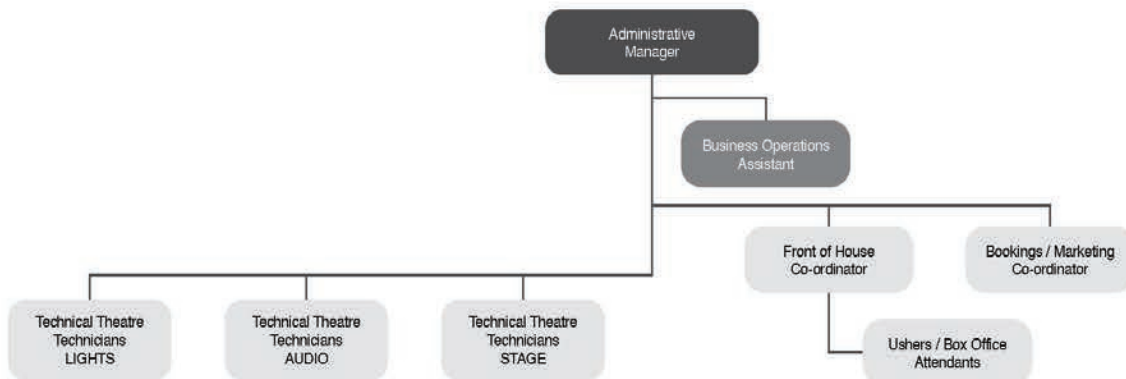 Administrative
Manager
Business Operations
Assistant
Front of House
Co-ordinator
Bookings / Marketing
Co-ordinator
Technical Theatre
Technicians
LIGHTS
Technical Theatre
Technicians
AUDIO
Technical Theatre
Technicians
STAGE
Ushers / Box Office
Attendants